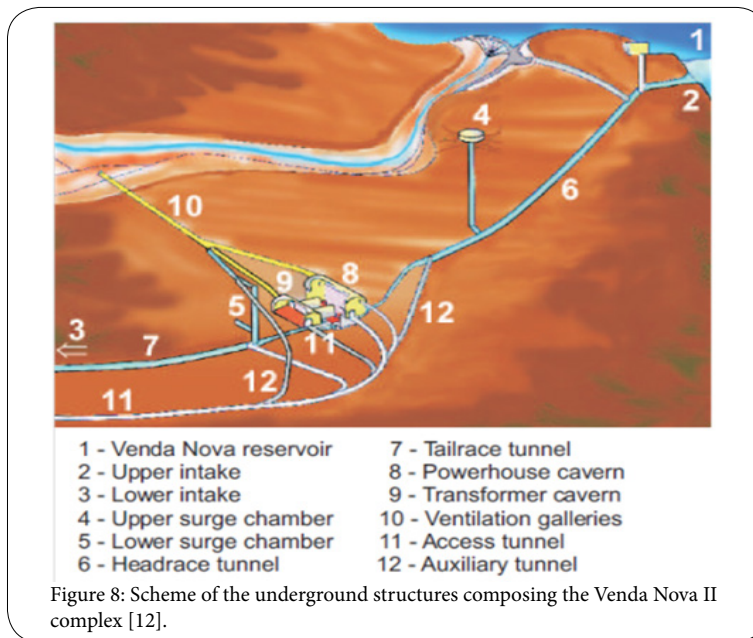 1
2
4
6
10
9
8
5
3
12
11
7
12
11
1 - Venda Nova reservoir
2 - Upper intake
3 - Lower intake
4 - Upper surge chamber
5 - Lower surge chamber
6 - Headrace tunnel
7 - Tailrace tunnel
8 - Powerhouse cavern
9 - Transformer cavern
10 - Ventilation galleries
11 - Access tunnel
12 - Auxiliary tunnel
Figure 8: Scheme of the underground structures composing the Venda Nova II
complex [12].